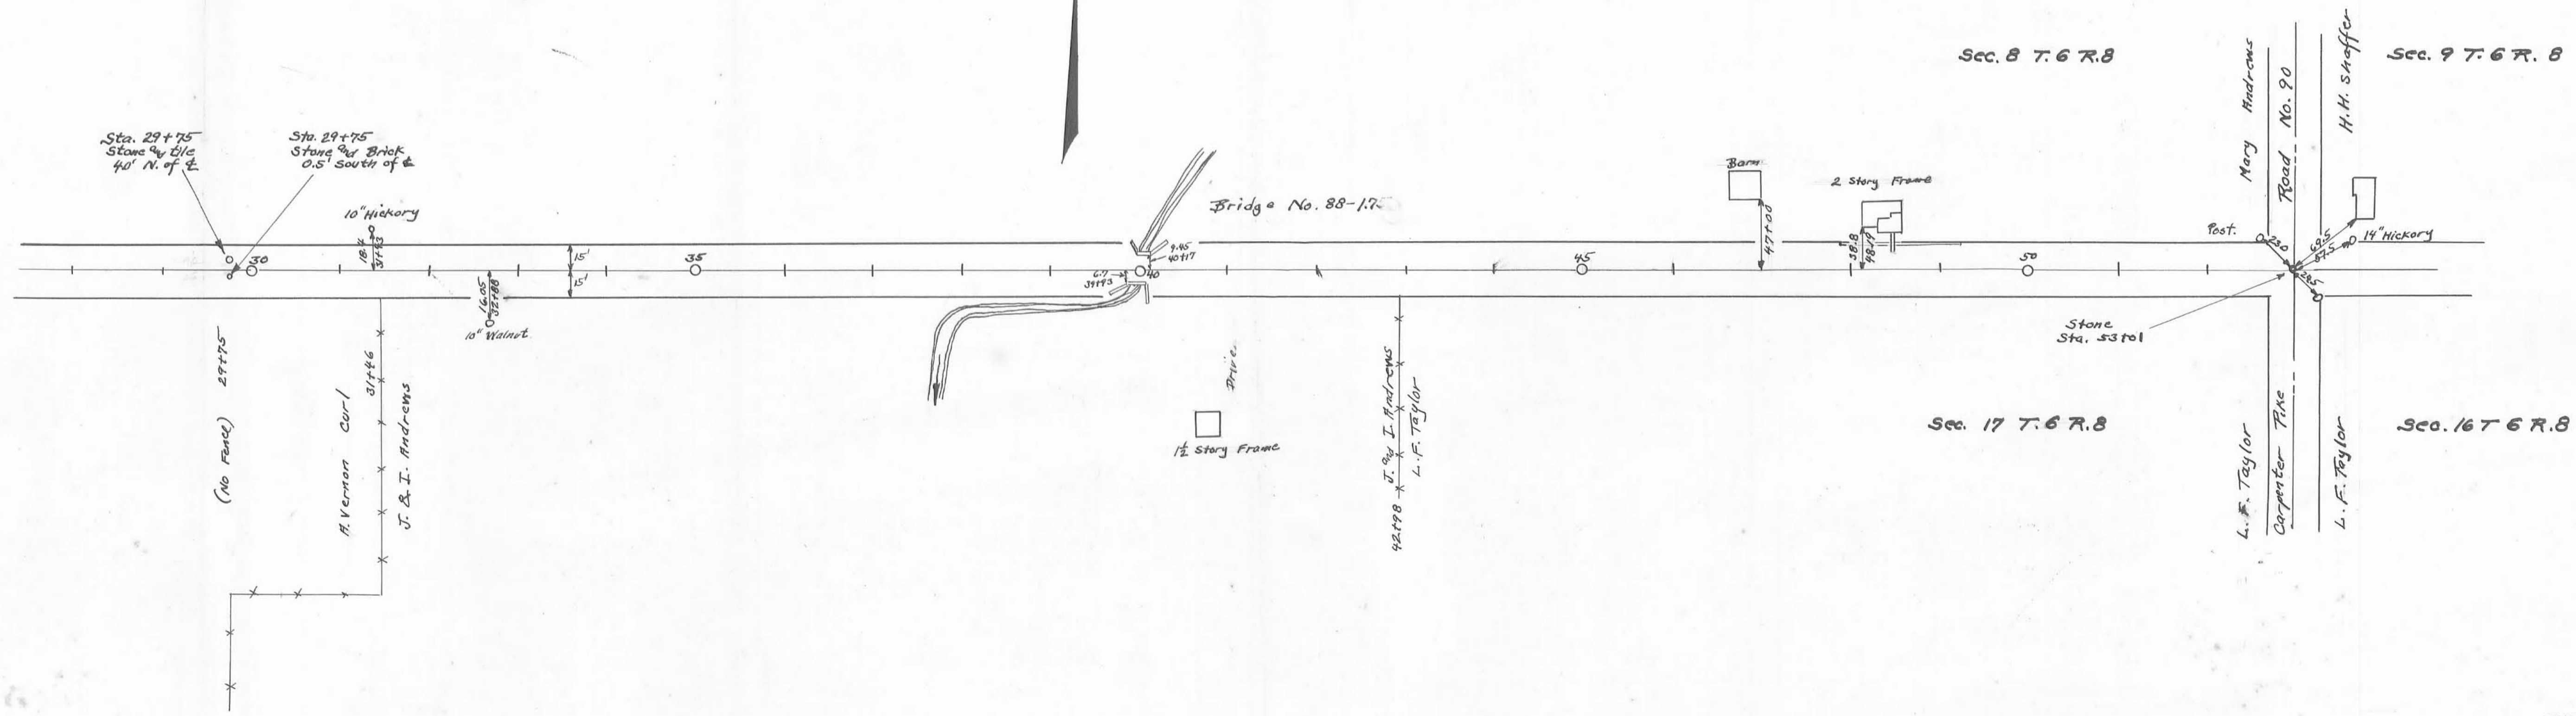 Sec. 8 T. 6 R. 8
Sec. 9 T. 6 R. 8
Mary Andrews
Road No. 90
H.H. Shaffer
Sta. 29+75
Stone and tile
40' N. of ℄
Sta. 29+75
Stone and Brick
0.5' South of ℄
10" Hickory
18.4
31+43
Bridge No. 88-1.75
9.45
40+17
Barn
47+00
2 Story Frame
38.8
48+19
Post.
23.0
69.5
57.5
14" Hickory
30
15'
15'
35
6.7
39+93
40
45
50
16.05
32+88
10" Walnut
Stone
Sta. 53+01
29+75
(No Fence)
A. Vernon Curl
31+46
J. & I. Andrews
Drive
1½ Story Frame
J. and I. Andrews
42+98
L.F. Taylor
Sec. 17 T. 6 R. 8
Sec. 16 T 6 R. 8
L.F. Taylor
Carpenter Pike
L.F. Taylor